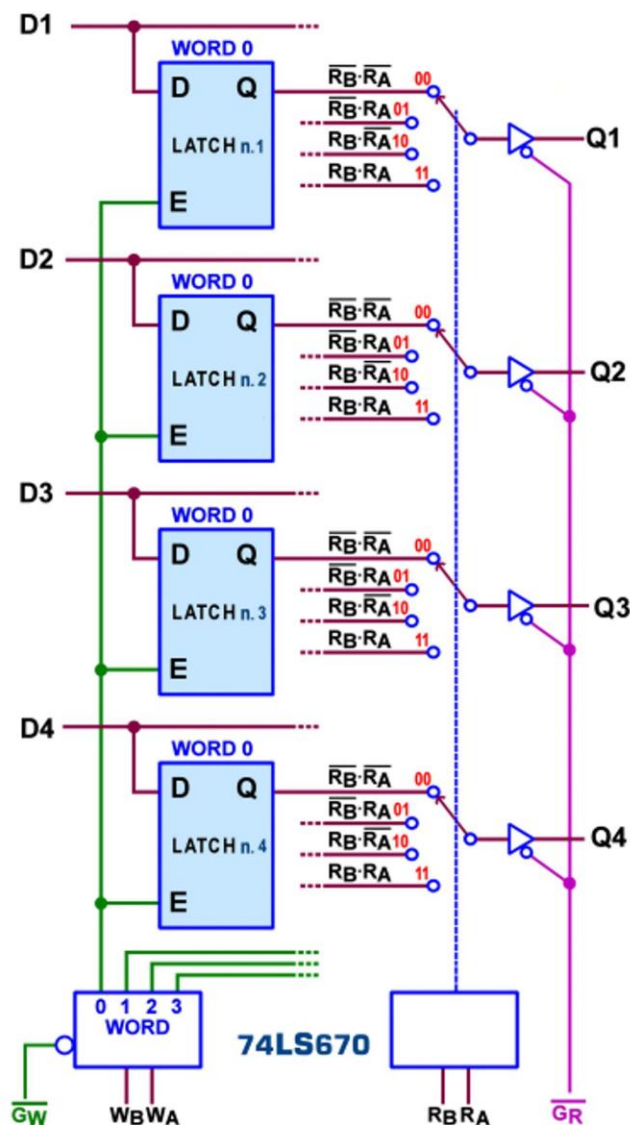 D1
WORD 0
D Q
LATCH n.1
E
R̅B̅·R̅A̅ 00
R̅B̅·RA 01
RB·R̅A̅ 10
RB·RA 11
Q1
D2
WORD 0
D Q
LATCH n.2
E
R̅B̅·R̅A̅ 00
R̅B̅·RA 01
RB·R̅A̅ 10
RB·RA 11
Q2
D3
WORD 0
D Q
LATCH n.3
E
R̅B̅·R̅A̅ 00
R̅B̅·RA 01
RB·R̅A̅ 10
RB·RA 11
Q3
D4
WORD 0
D Q
LATCH n.4
E
R̅B̅·R̅A̅ 00
R̅B̅·RA 01
RB·R̅A̅ 10
RB·RA 11
Q4
0 1 2 3
WORD
74LS670
G̅W̅ WB WA RB RA G̅R̅